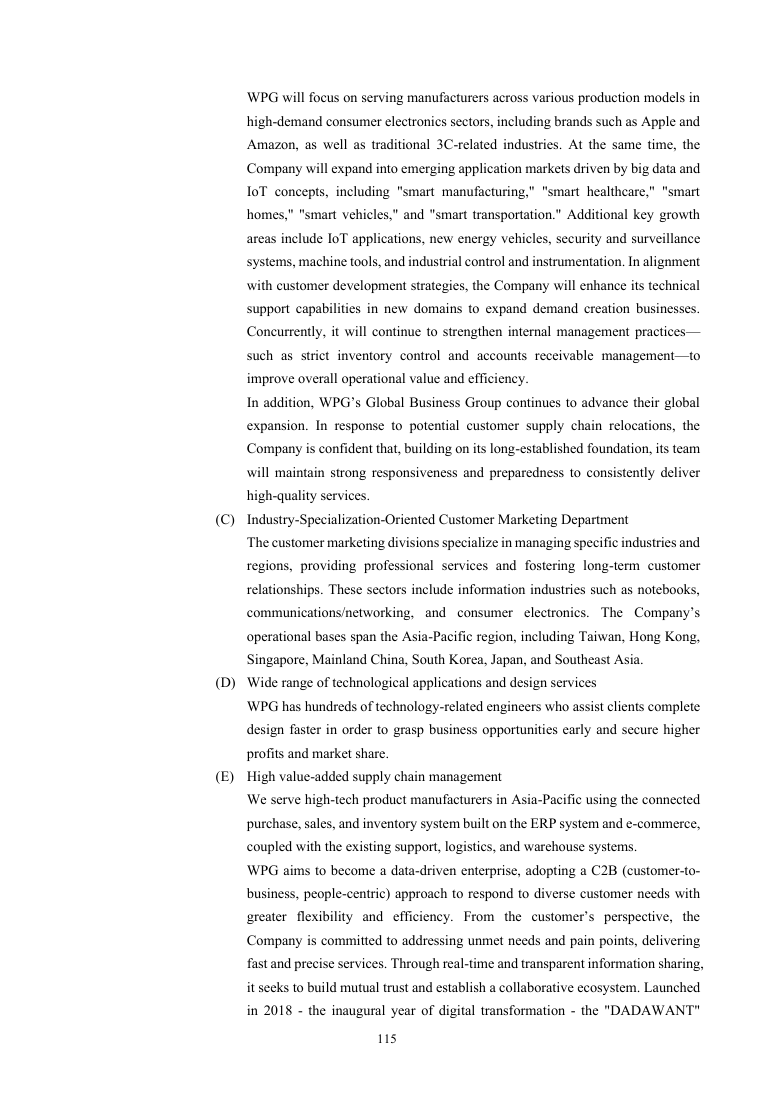 WPG will focus on serving manufacturers across various production models in
high-demand consumer electronics sectors, including brands such as Apple and
Amazon, as well as traditional 3C-related industries. At the same time, the
Company will expand into emerging application markets driven by big data and
IoT concepts, including "smart manufacturing," "smart healthcare," "smart
homes," "smart vehicles," and "smart transportation." Additional key growth
areas include IoT applications, new energy vehicles, security and surveillance
systems, machine tools, and industrial control and instrumentation. In alignment
with customer development strategies, the Company will enhance its technical
support capabilities in new domains to expand demand creation businesses.
Concurrently, it will continue to strengthen internal management practices—
such as strict inventory control and accounts receivable management—to
improve overall operational value and efficiency.
In addition, WPG’s Global Business Group continues to advance their global
expansion. In response to potential customer supply chain relocations, the
Company is confident that, building on its long-established foundation, its team
will maintain strong responsiveness and preparedness to consistently deliver
high-quality services.
(C) Industry-Specialization-Oriented Customer Marketing Department
The customer marketing divisions specialize in managing specific industries and
regions, providing professional services and fostering long-term customer
relationships. These sectors include information industries such as notebooks,
communications/networking, and consumer electronics. The Company’s
operational bases span the Asia-Pacific region, including Taiwan, Hong Kong,
Singapore, Mainland China, South Korea, Japan, and Southeast Asia.
(D) Wide range of technological applications and design services
WPG has hundreds of technology-related engineers who assist clients complete
design faster in order to grasp business opportunities early and secure higher
profits and market share.
(E) High value-added supply chain management
We serve high-tech product manufacturers in Asia-Pacific using the connected
purchase, sales, and inventory system built on the ERP system and e-commerce,
coupled with the existing support, logistics, and warehouse systems.
WPG aims to become a data-driven enterprise, adopting a C2B (customer-to-
business, people-centric) approach to respond to diverse customer needs with
greater flexibility and efficiency. From the customer’s perspective, the
Company is committed to addressing unmet needs and pain points, delivering
fast and precise services. Through real-time and transparent information sharing,
it seeks to build mutual trust and establish a collaborative ecosystem. Launched
in 2018 - the inaugural year of digital transformation - the "DADAWANT"
115